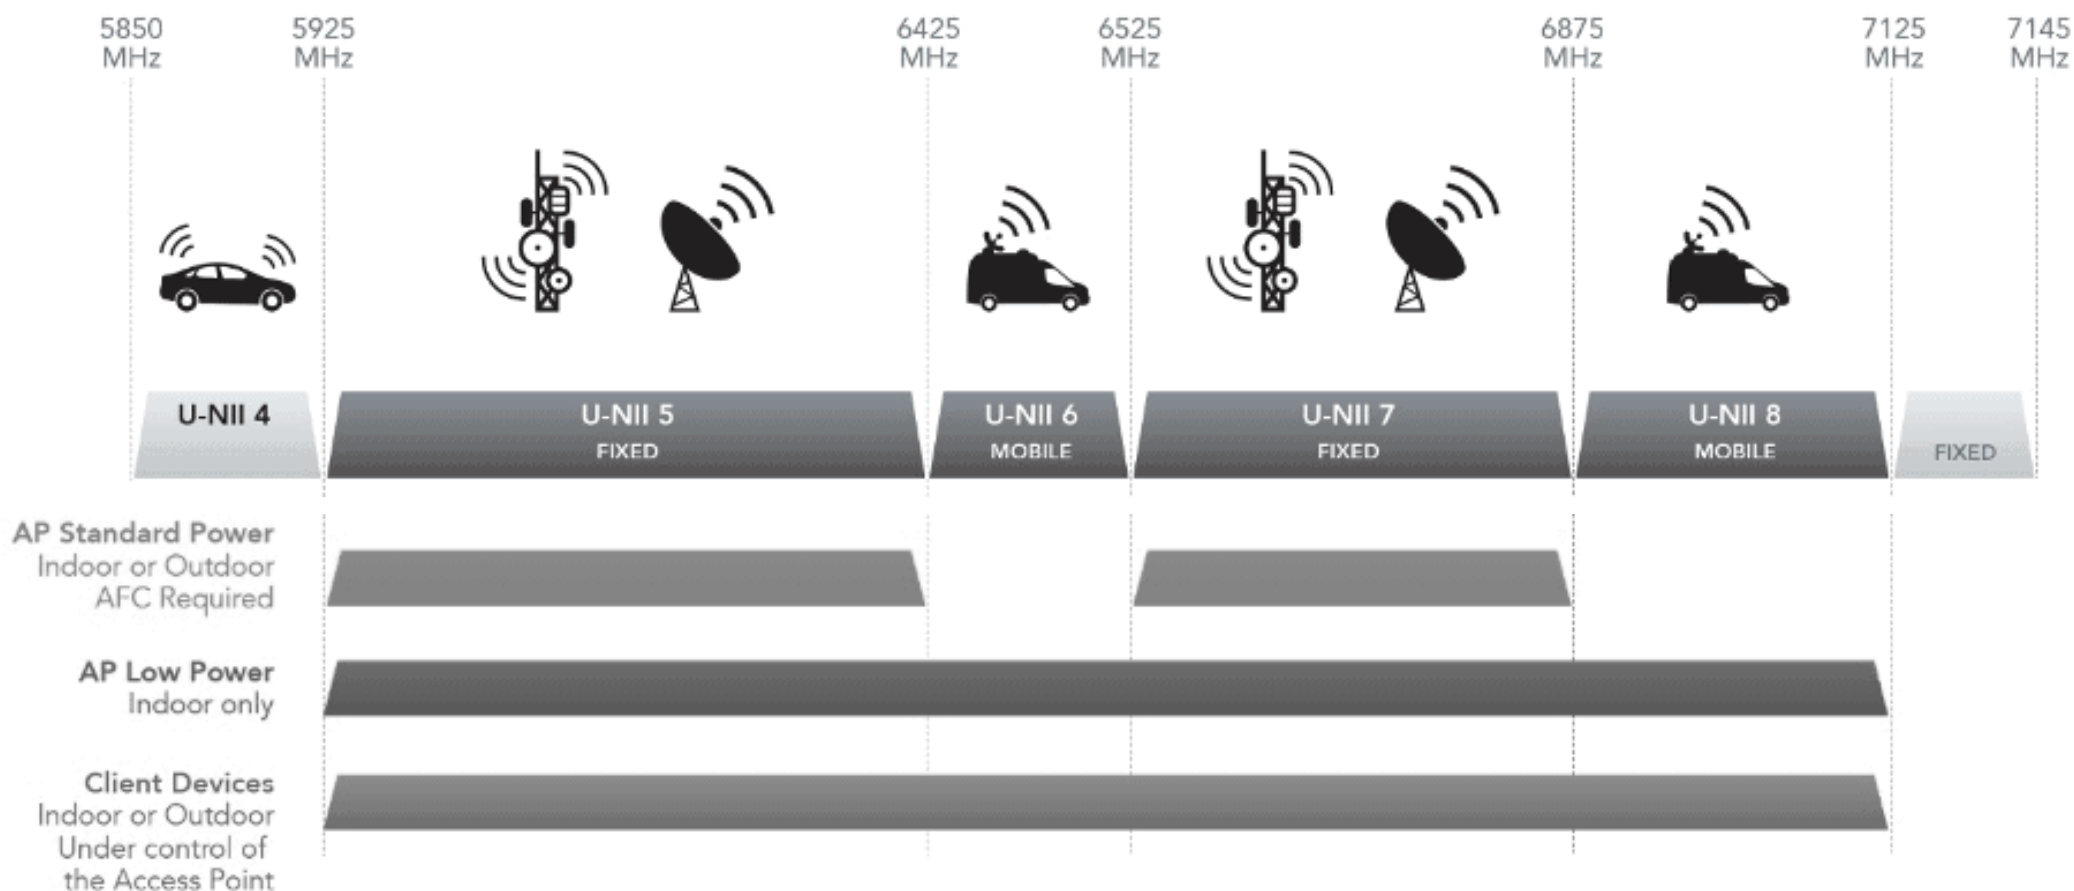 5850
MHz
5925
MHz
6425
MHz
6525
MHz
6875
MHz
7125
MHz
7145
MHz
U-NII 4
U-NII 5
FIXED
U-NII 6
MOBILE
U-NII 7
FIXED
U-NII 8
MOBILE
FIXED
AP Standard Power
Indoor or Outdoor
AFC Required
AP Low Power
Indoor only
Client Devices
Indoor or Outdoor
Under control of
the Access Point